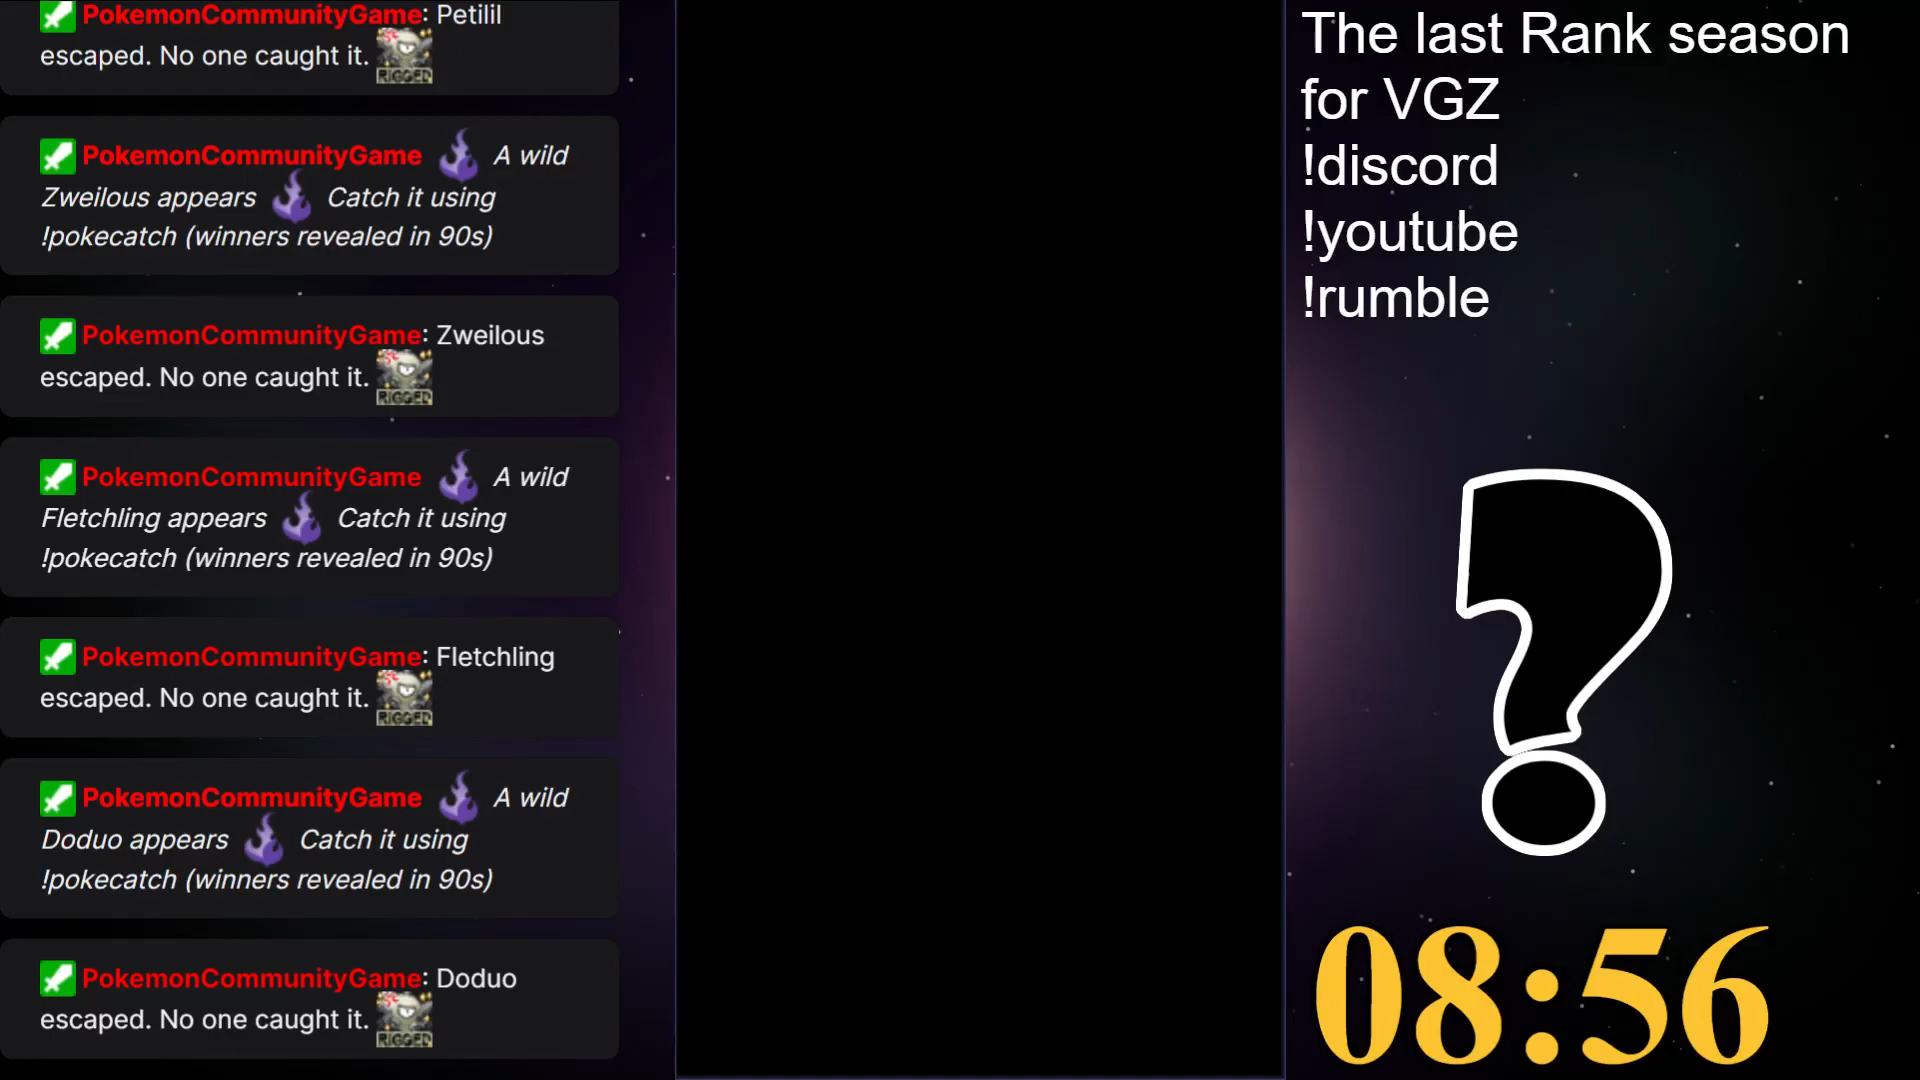 PokemonCommunityGame: Petilil
escaped. No one caught it. RIGGED
PokemonCommunityGame A wild
Zweilous appears Catch it using
!pokecatch (winners revealed in 90s)
PokemonCommunityGame: Zweilous
escaped. No one caught it. RIGGED
PokemonCommunityGame A wild
Fletchling appears Catch it using
!pokecatch (winners revealed in 90s)
PokemonCommunityGame: Fletchling
escaped. No one caught it. RIGGED
PokemonCommunityGame A wild
Doduo appears Catch it using
!pokecatch (winners revealed in 90s)
PokemonCommunityGame: Doduo
escaped. No one caught it. RIGGED
The last Rank season
for VGZ
!discord
!youtube
!rumble
?
08:56